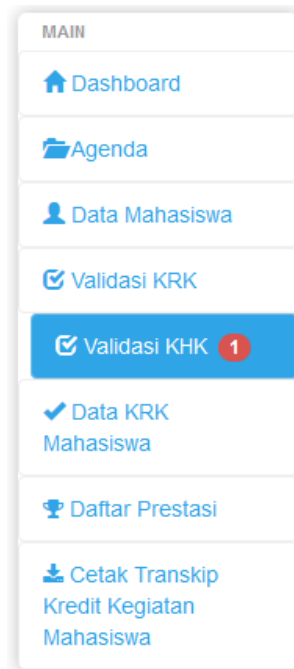 MAIN
Dashboard
Agenda
Data Mahasiswa
Validasi KRK
Validasi KHK 1
Data KRK
Mahasiswa
Daftar Prestasi
Cetak Transkip
Kredit Kegiatan
Mahasiswa